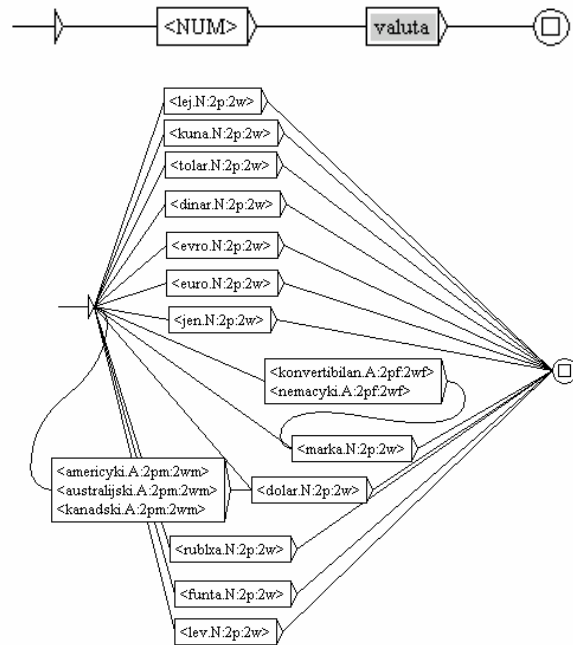 <NUM> valuta
<lej.N:2p:2w>
<kuna.N:2p:2w>
<tolar.N:2p:2w>
<dinar.N:2p:2w>
<evro.N:2p:2w>
<euro.N:2p:2w>
<jen.N:2p:2w>
<konvertibilan.A:2pf:2wf>
<nemacyki.A:2pf:2wf>
<marka.N:2p:2w>
<americyki.A:2pm:2wm>
<australijski.A:2pm:2wm>
<kanadski.A:2pm:2wm>
<dolar.N:2p:2w>
<rublxa.N:2p:2w>
<funta.N:2p:2w>
<lev.N:2p:2w>